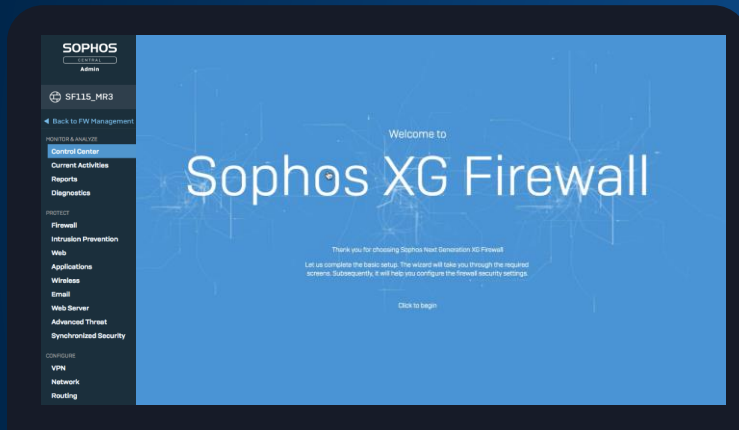 SOPHOS
CENTRAL
Admin
SF115_MR3
Back to FW Management
MONITOR & ANALYZE
Control Center
Current Activities
Reports
Diagnostics
PROTECT
Firewall
Intrusion Prevention
Web
Applications
Wireless
Email
Web Server
Advanced Threat
Synchronized Security
CONFIGURE
VPN
Network
Routing
Welcome to
Sophos XG Firewall
Thank you for choosing Sophos Next Generation XG Firewall
Let us complete the basic setup. The wizard will take you through the required
screens. Subsequently, it will help you configure the firewall security settings.
Click to begin